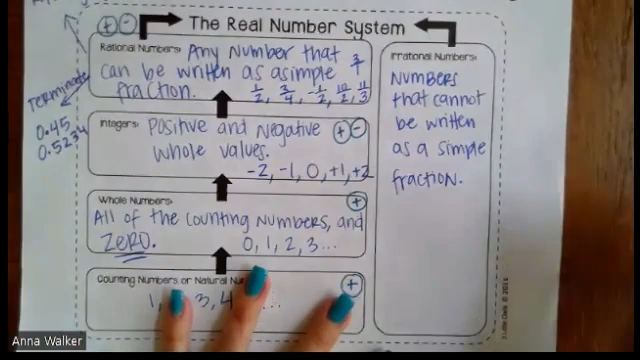 The Real Number System
Rational Numbers: Any Number that
can be written as a simple
fraction. 1/2, 3/4, -1/2, 10/2, 11/3
terminate
0.45
0.5234
Integers: Positive and Negative
whole values.
-2, -1, 0, +1, +2
Whole Numbers:
All of the Counting Numbers, and
ZERO. 0, 1, 2, 3...
Counting Numbers or Natural
1, 3, 4 ...
Irrational Numbers:
Numbers
that cannot
be written
as a simple
fraction.
Anna Walker